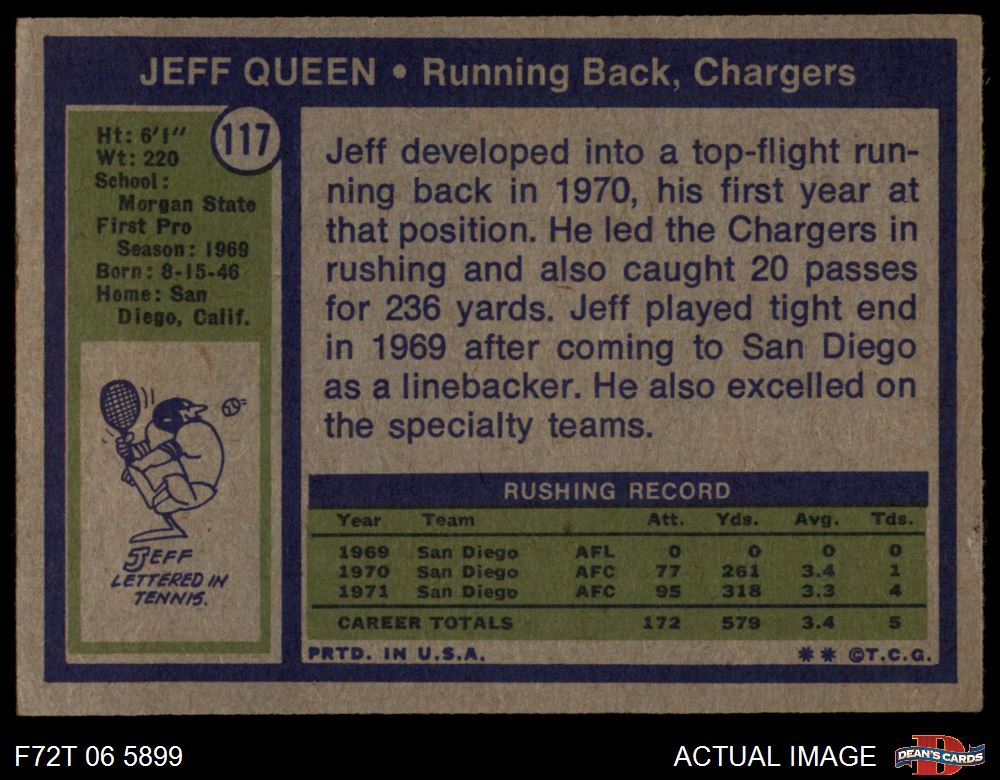 JEFF QUEEN • Running Back, Chargers
117
Ht: 6'1"
Wt: 220
School:
Morgan State
First Pro
Season: 1969
Born: 8-15-46
Home: San
Diego, Calif.
JEFF
LETTERED IN
TENNIS.
Jeff developed into a top-flight run-
ning back in 1970, his first year at
that position. He led the Chargers in
rushing and also caught 20 passes
for 236 yards. Jeff played tight end
in 1969 after coming to San Diego
as a linebacker. He also excelled on
the specialty teams.
RUSHING RECORD
Year Team Att. Yds. Avg. Tds.
1969 San Diego AFL 0 0 0 0
1970 San Diego AFC 77 261 3.4 1
1971 San Diego AFC 95 318 3.3 4
CAREER TOTALS 172 579 3.4 5
PRTD. IN U.S.A. ** ©T.C.G.
F72T 06 5899 ACTUAL IMAGE D DEAN'S CARDS